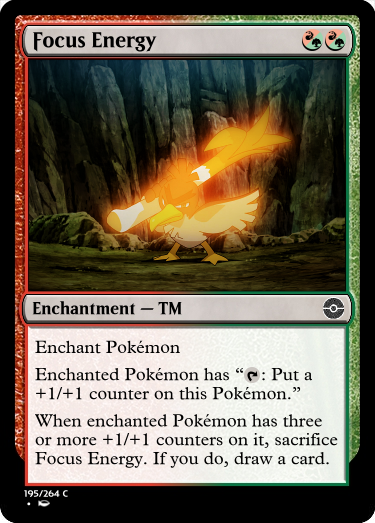 Focus Energy
Enchantment — TM
Enchant Pokémon
Enchanted Pokémon has “: Put a
+1/+1 counter on this Pokémon.”
When enchanted Pokémon has three
or more +1/+1 counters on it, sacrifice
Focus Energy. If you do, draw a card.
195/264 C